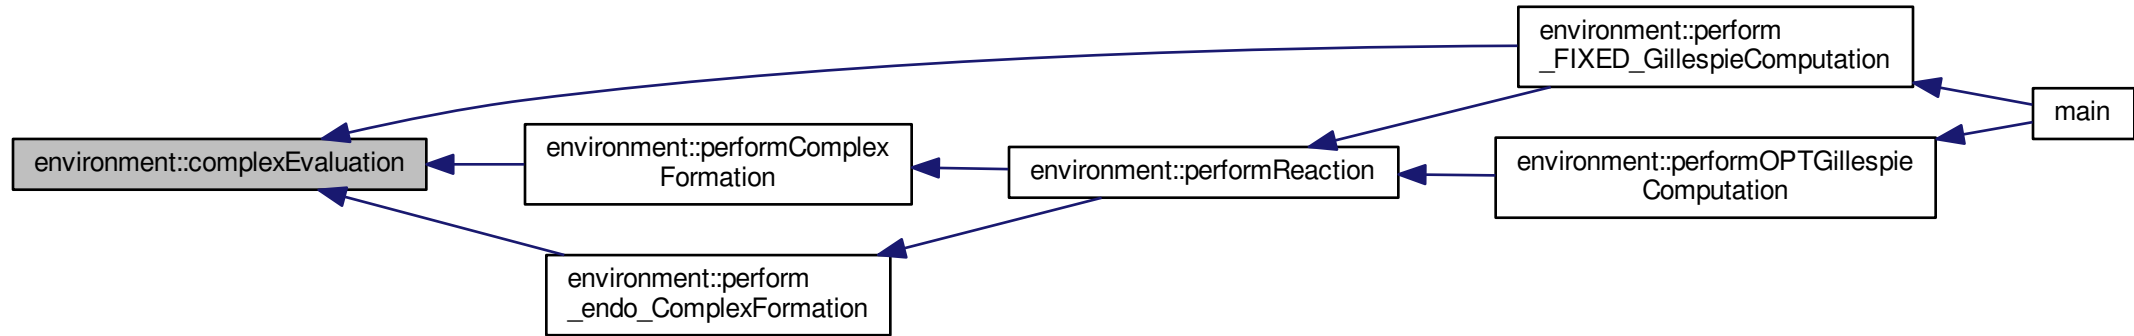 environment::complexEvaluation
environment::performComplex
Formation
environment::perform
_endo_ComplexFormation
environment::performReaction
environment::perform
_FIXED_GillespieComputation
environment::performOPTGillespie
Computation
main